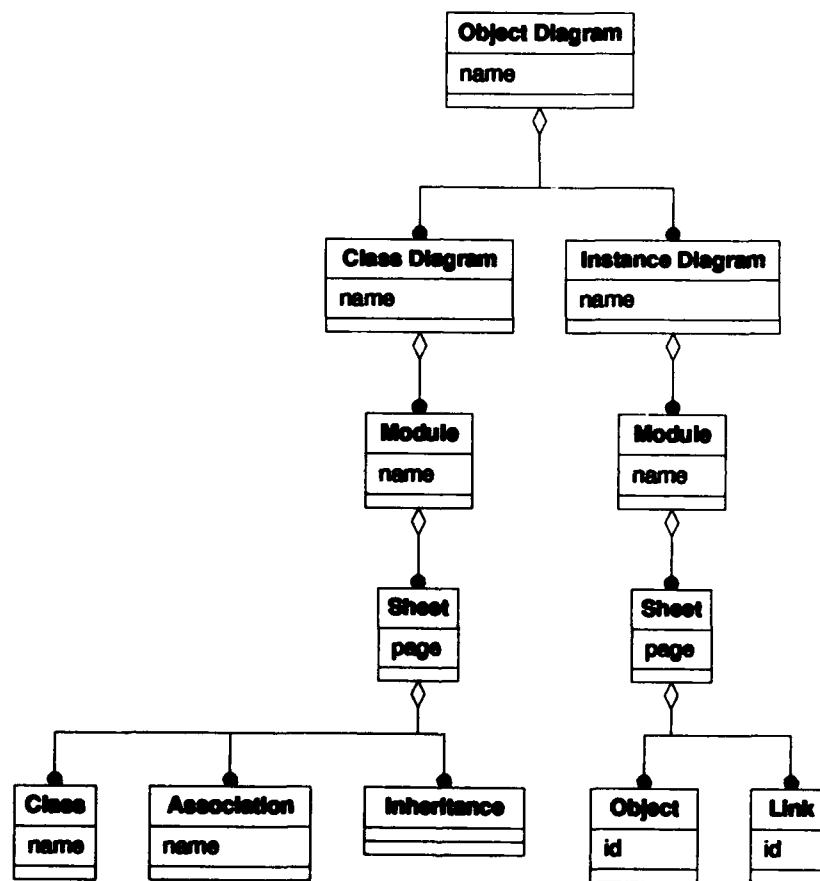 Object Diagram
name
Class Diagram
Instance Diagram
name
name
Module
Module
name
name
Sheet
Sheet
page
page
Class
Association
Inheritance
Object
Link
name
name
id
id